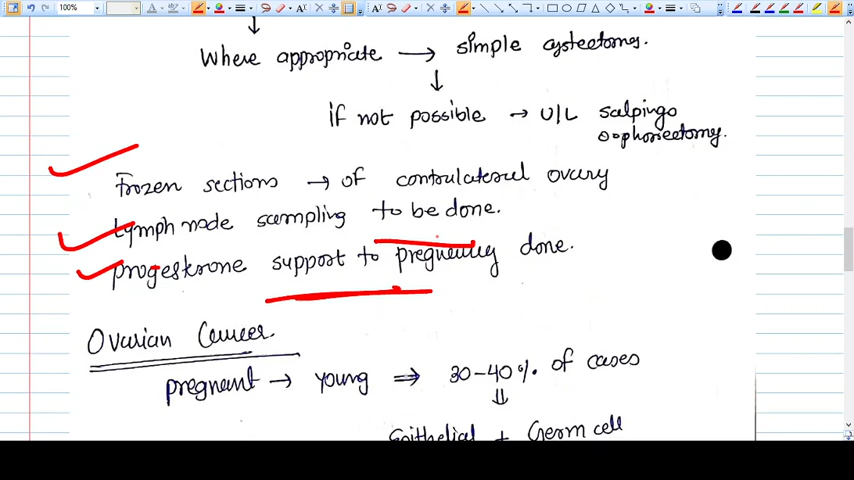 100%
Where appropriate → simple cystectomy.
if not possible → U/L salpingo
oophorectomy.
Frozen sections → of contralateral ovary
Lymph node sampling to be done.
progesterone support to pregnancy done.
Ovarian Cancer.
pregnant → young ⇒ 30-40% of cases
Epithelial + Germ cell